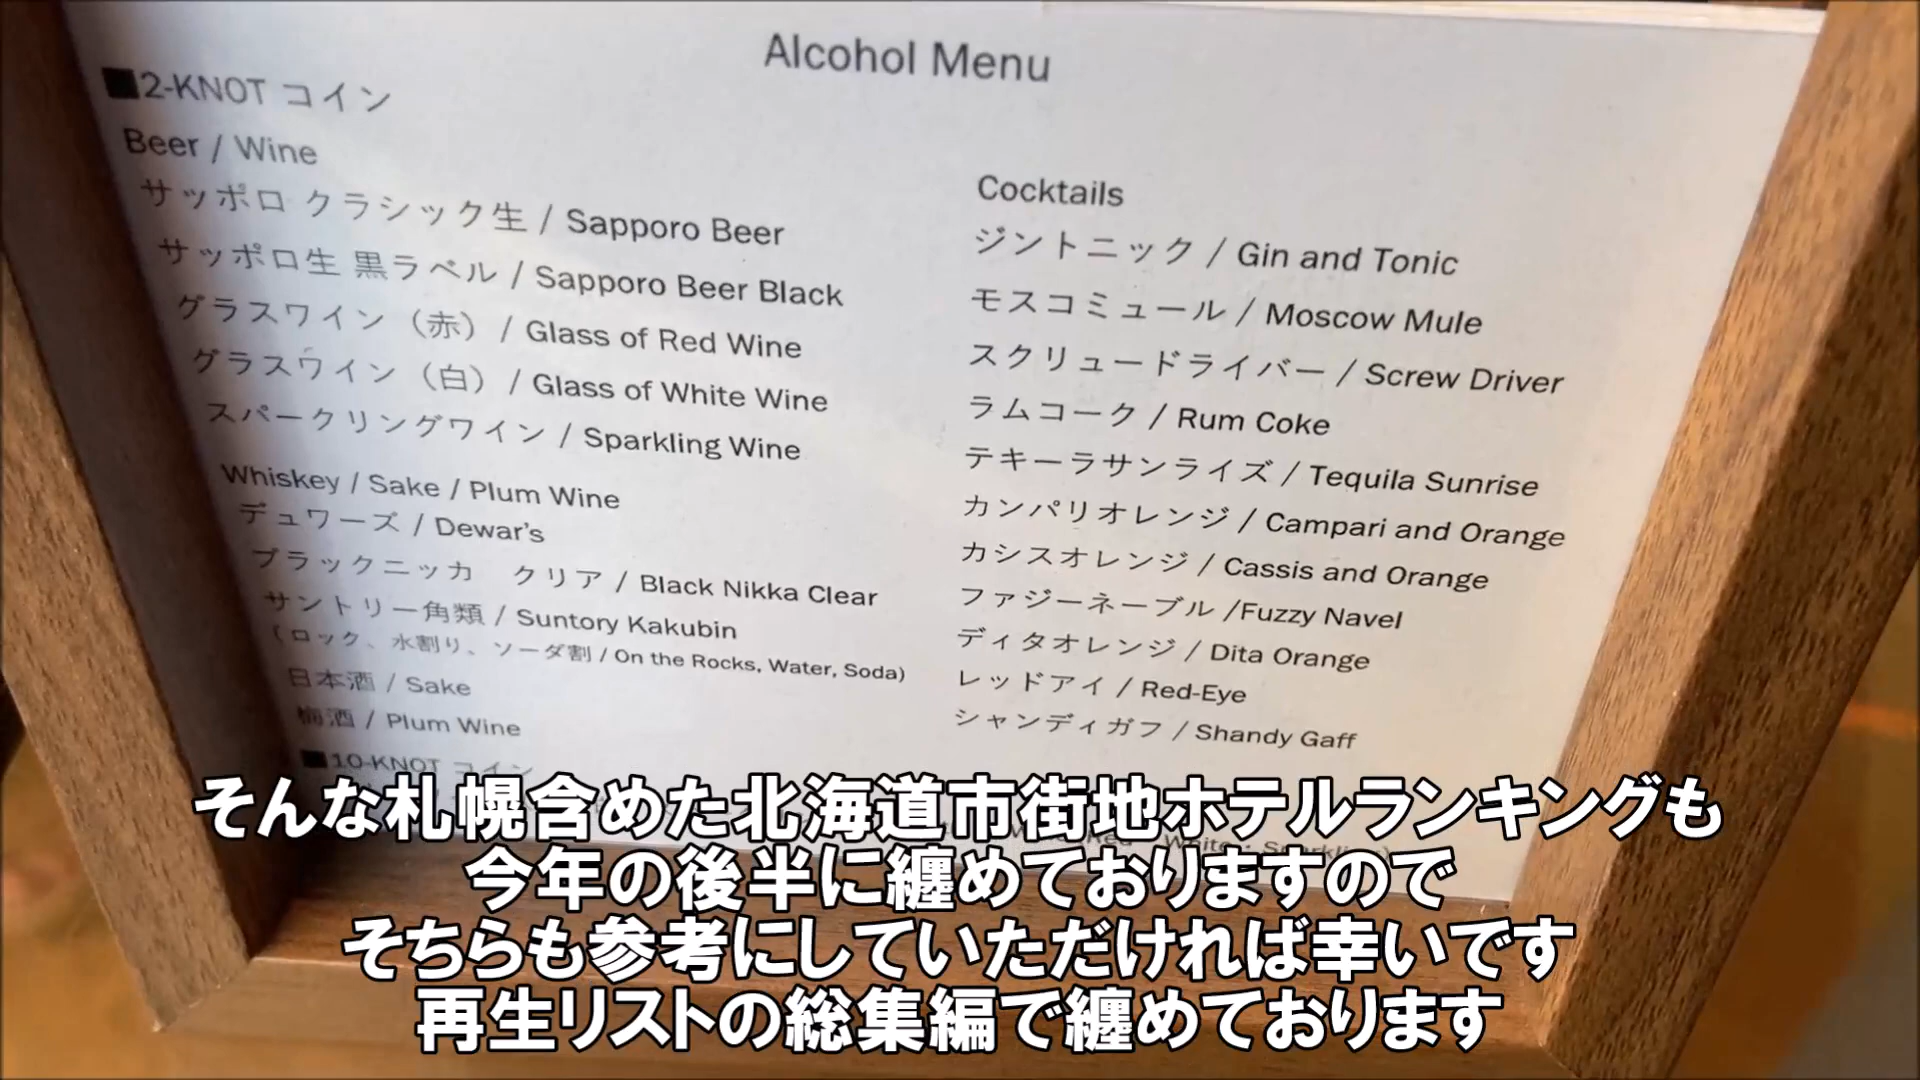 Alcohol Menu
■2-KNOT コイン
Beer / Wine
サッポロ クラシック生 / Sapporo Beer
サッポロ生 黒ラベル / Sapporo Beer Black
グラスワイン（赤）/ Glass of Red Wine
グラスワイン（白）/ Glass of White Wine
スパークリングワイン / Sparkling Wine
Whiskey / Sake / Plum Wine
デュワーズ / Dewar's
ブラックニッカ　クリア / Black Nikka Clear
サントリー角類 / Suntory Kakubin
（ロック、水割り、ソーダ割 / On the Rocks, Water, Soda）
日本酒 / Sake
梅酒 / Plum Wine
■10-KNOT コイン
Cocktails
ジントニック / Gin and Tonic
モスコミュール / Moscow Mule
スクリュードライバー / Screw Driver
ラムコーク / Rum Coke
テキーラサンライズ / Tequila Sunrise
カンパリオレンジ / Campari and Orange
カシスオレンジ / Cassis and Orange
ファジーネーブル /Fuzzy Navel
ディタオレンジ / Dita Orange
レッドアイ / Red-Eye
シャンディガフ / Shandy Gaff
そんな札幌含めた北海道市街地ホテルランキングも
今年の後半に纏めておりますので
そちらも参考にしていただければ幸いです
再生リストの総集編で纏めております